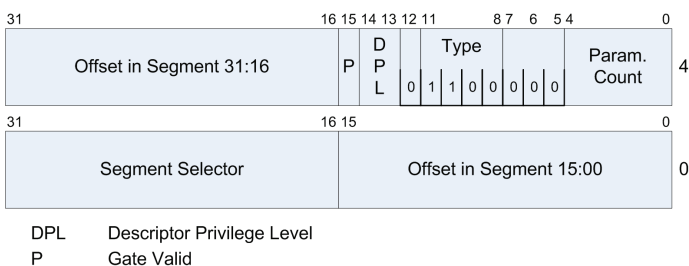 31 16 15 14 13 12 11 8 7 6 5 4 0
Offset in Segment 31:16 P DPL Type 0 1 1 0 0 0 0 0 Param. Count 4
31 16 15 0
Segment Selector Offset in Segment 15:00 0
DPL Descriptor Privilege Level
P Gate Valid